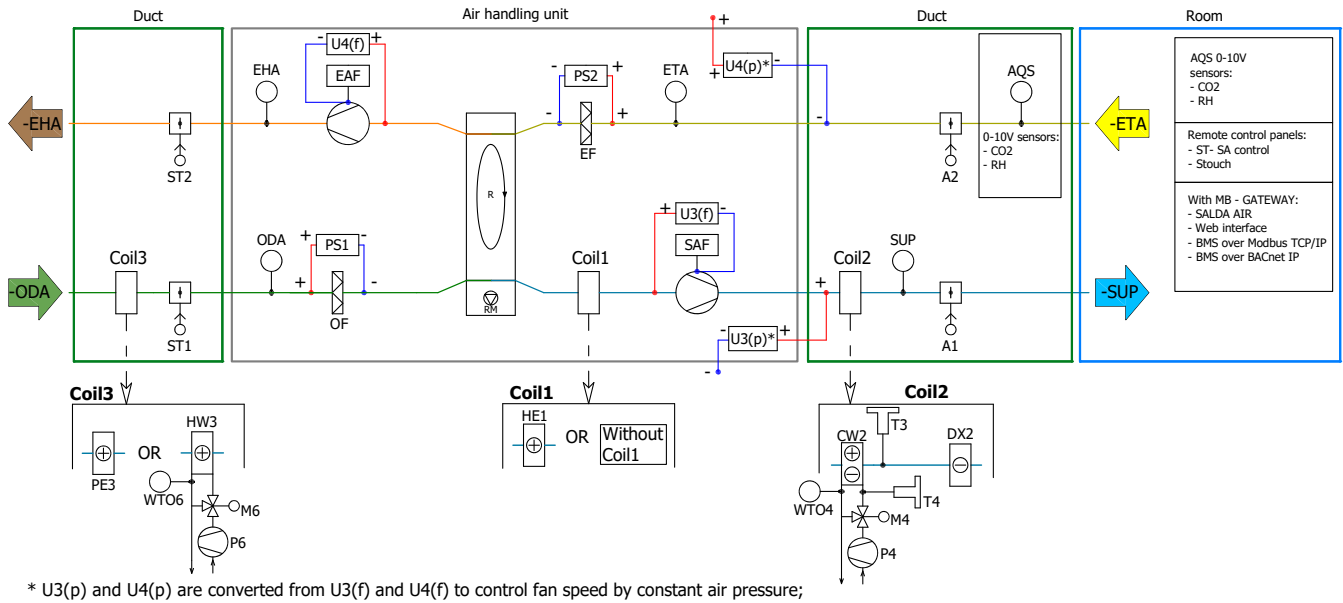 Duct
Air handling unit
Duct
Room
+
- U4(f) +
EHA
EAF
- PS2 +
ETA
+ U4(p)* -
AQS
AQS 0-10V
sensors:
- CO2
- RH
-EHA
- +
-
-ETA
ST2
EF
A2
0-10V sensors:
- CO2
- RH
Remote control panels:
- ST- SA control
- Stouch
R
With MB - GATEWAY:
- SALDA AIR
- Web interface
- BMS over Modbus TCP/IP
- BMS over BACnet IP
+ U3(f) -
ODA
+ PS1 -
SAF
SUP
Coil3
Coil1
Coil2
-ODA
+ -
+
-SUP
RM
ST1
OF
- U3(p)* +
A1
-
Coil3
Coil1
Coil2
HW3
HE1
T3
CW2
DX2
OR
OR
Without
Coil1
PE3
WTO6
T4
WTO4
M6
M4
P6
P4
* U3(p) and U4(p) are converted from U3(f) and U4(f) to control fan speed by constant air pressure;